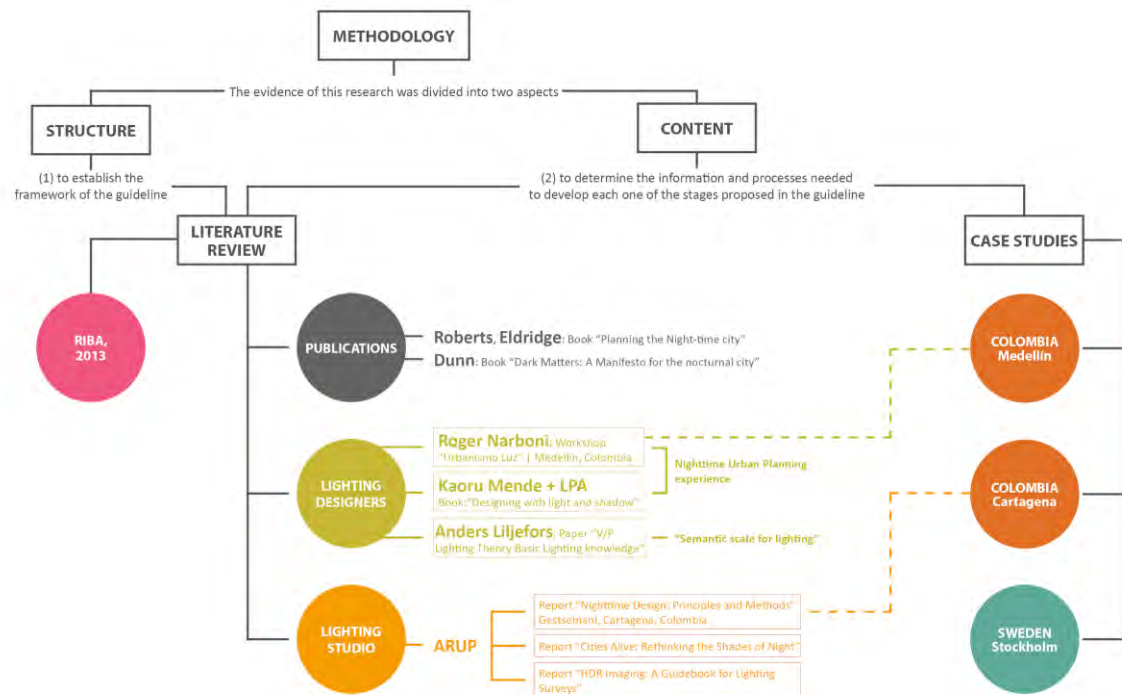 METHODOLOGY
The evidence of this research was divided into two aspects
STRUCTURE
CONTENT
(1) to establish the
framework of the guideline
(2) to determine the information and processes needed
to develop each one of the stages proposed in the guideline
LITERATURE
REVIEW
CASE STUDIES
RIBA,
2013
PUBLICATIONS
Roberts, Eldridge: Book "Planning the Night-time city"
Dunn: Book "Dark Matters: A Manifesto for the nocturnal city"
COLOMBIA
Medellín
LIGHTING
DESIGNERS
Roger Narboni: Workshop
"Urbanismo Luz" | Medellín, Colombia
Kaoru Mende + LPA
Book:"Designing with light and shadow"
Nighttime Urban Planning
experience
Anders Liljefors: Paper "V/P
Lighting Theory Basic Lighting knowledge"
"Semantic scale for lighting"
COLOMBIA
Cartagena
LIGHTING
STUDIO
ARUP
Report "Nighttime Design: Principles and Methods"
Getsemani, Cartagena, Colombia
Report "Cities Alive: Rethinking the Shades of Night"
Report "HDR Imaging: A Guidebook for Lighting
Surveys"
SWEDEN
Stockholm